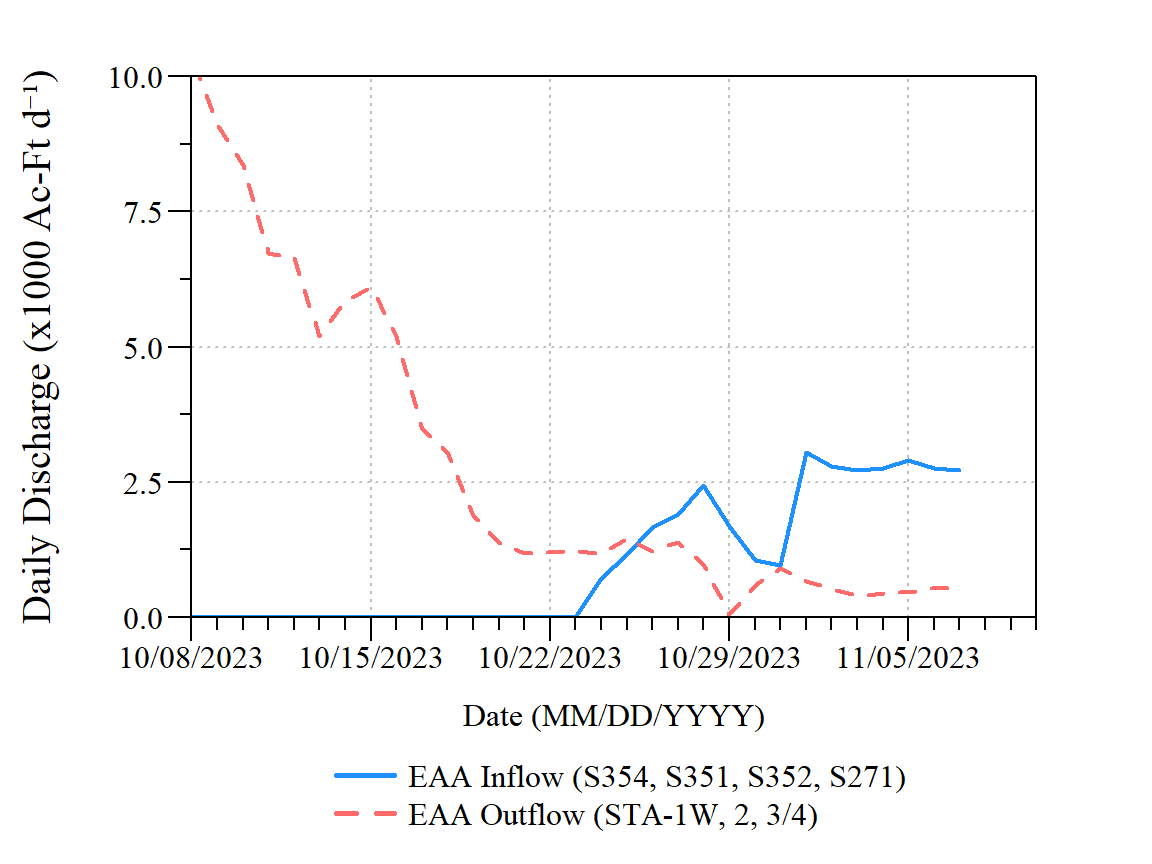 Daily Discharge (x1000 Ac-Ft d⁻¹)
10.0
7.5
5.0
2.5
0.0
10/08/2023 10/15/2023 10/22/2023 10/29/2023 11/05/2023
Date (MM/DD/YYYY)
EAA Inflow (S354, S351, S352, S271)
EAA Outflow (STA-1W, 2, 3/4)